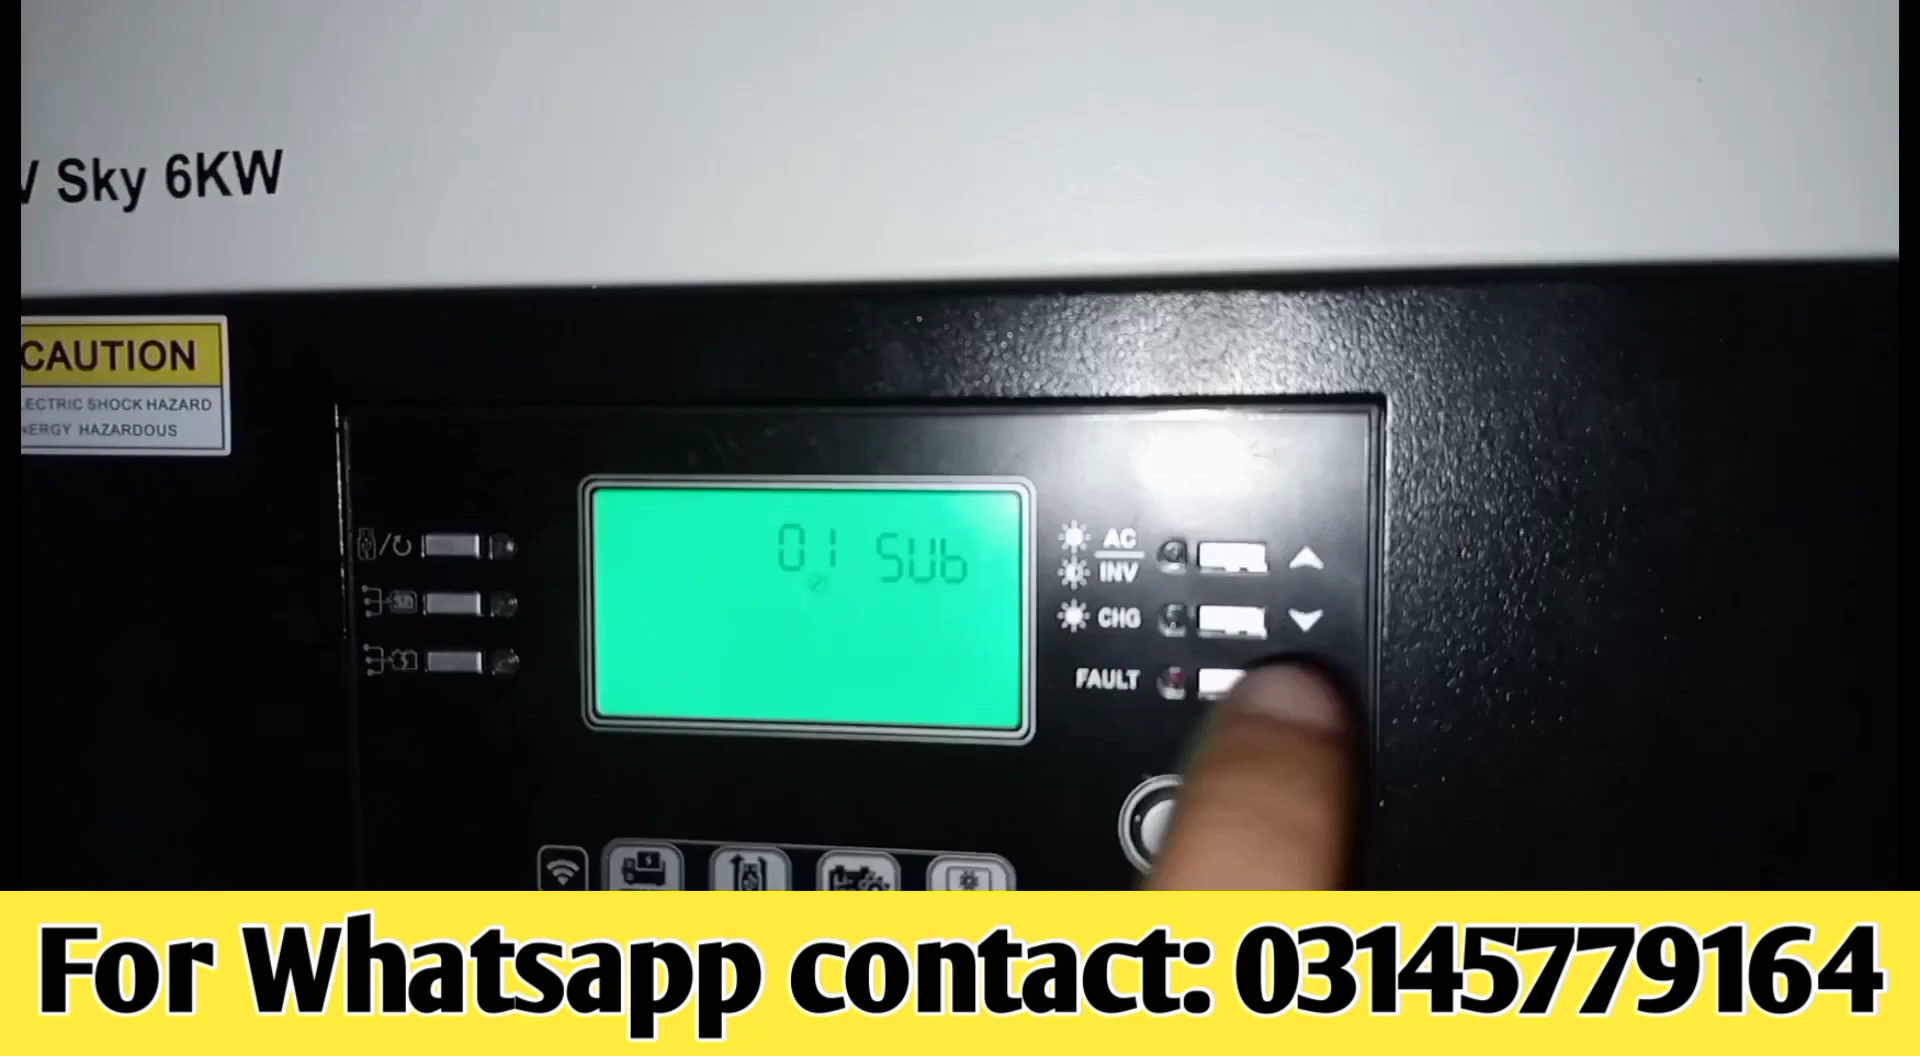 Sky 6KW
CAUTION
ELECTRIC SHOCK HAZARD
ENERGY HAZARDOUS
01 SUb
AC
INV
CHG
FAULT
For Whatsapp contact: 03145779164